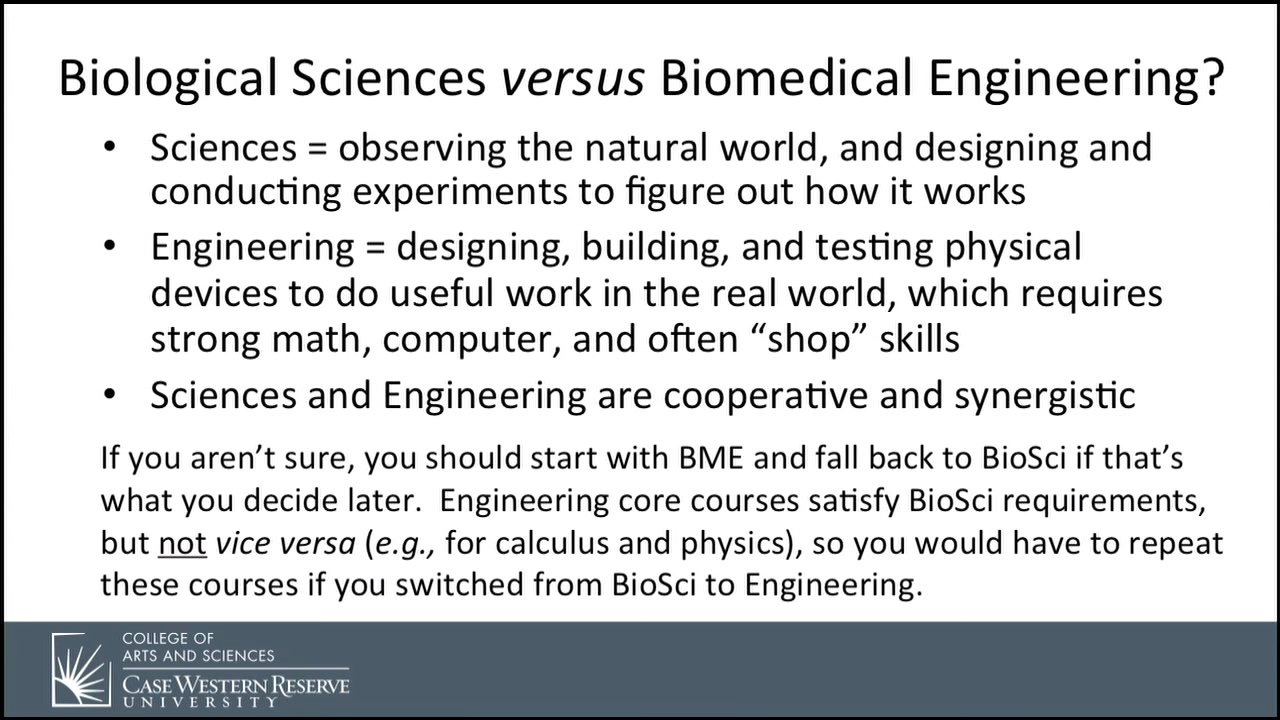 Biological Sciences versus Biomedical Engineering?
• Sciences = observing the natural world, and designing and
conducting experiments to figure out how it works
• Engineering = designing, building, and testing physical
devices to do useful work in the real world, which requires
strong math, computer, and often “shop” skills
• Sciences and Engineering are cooperative and synergistic
If you aren’t sure, you should start with BME and fall back to BioSci if that’s
what you decide later.  Engineering core courses satisfy BioSci requirements,
but not vice versa (e.g., for calculus and physics), so you would have to repeat
these courses if you switched from BioSci to Engineering.
COLLEGE OF
ARTS AND SCIENCES
CASE WESTERN RESERVE
UNIVERSITY